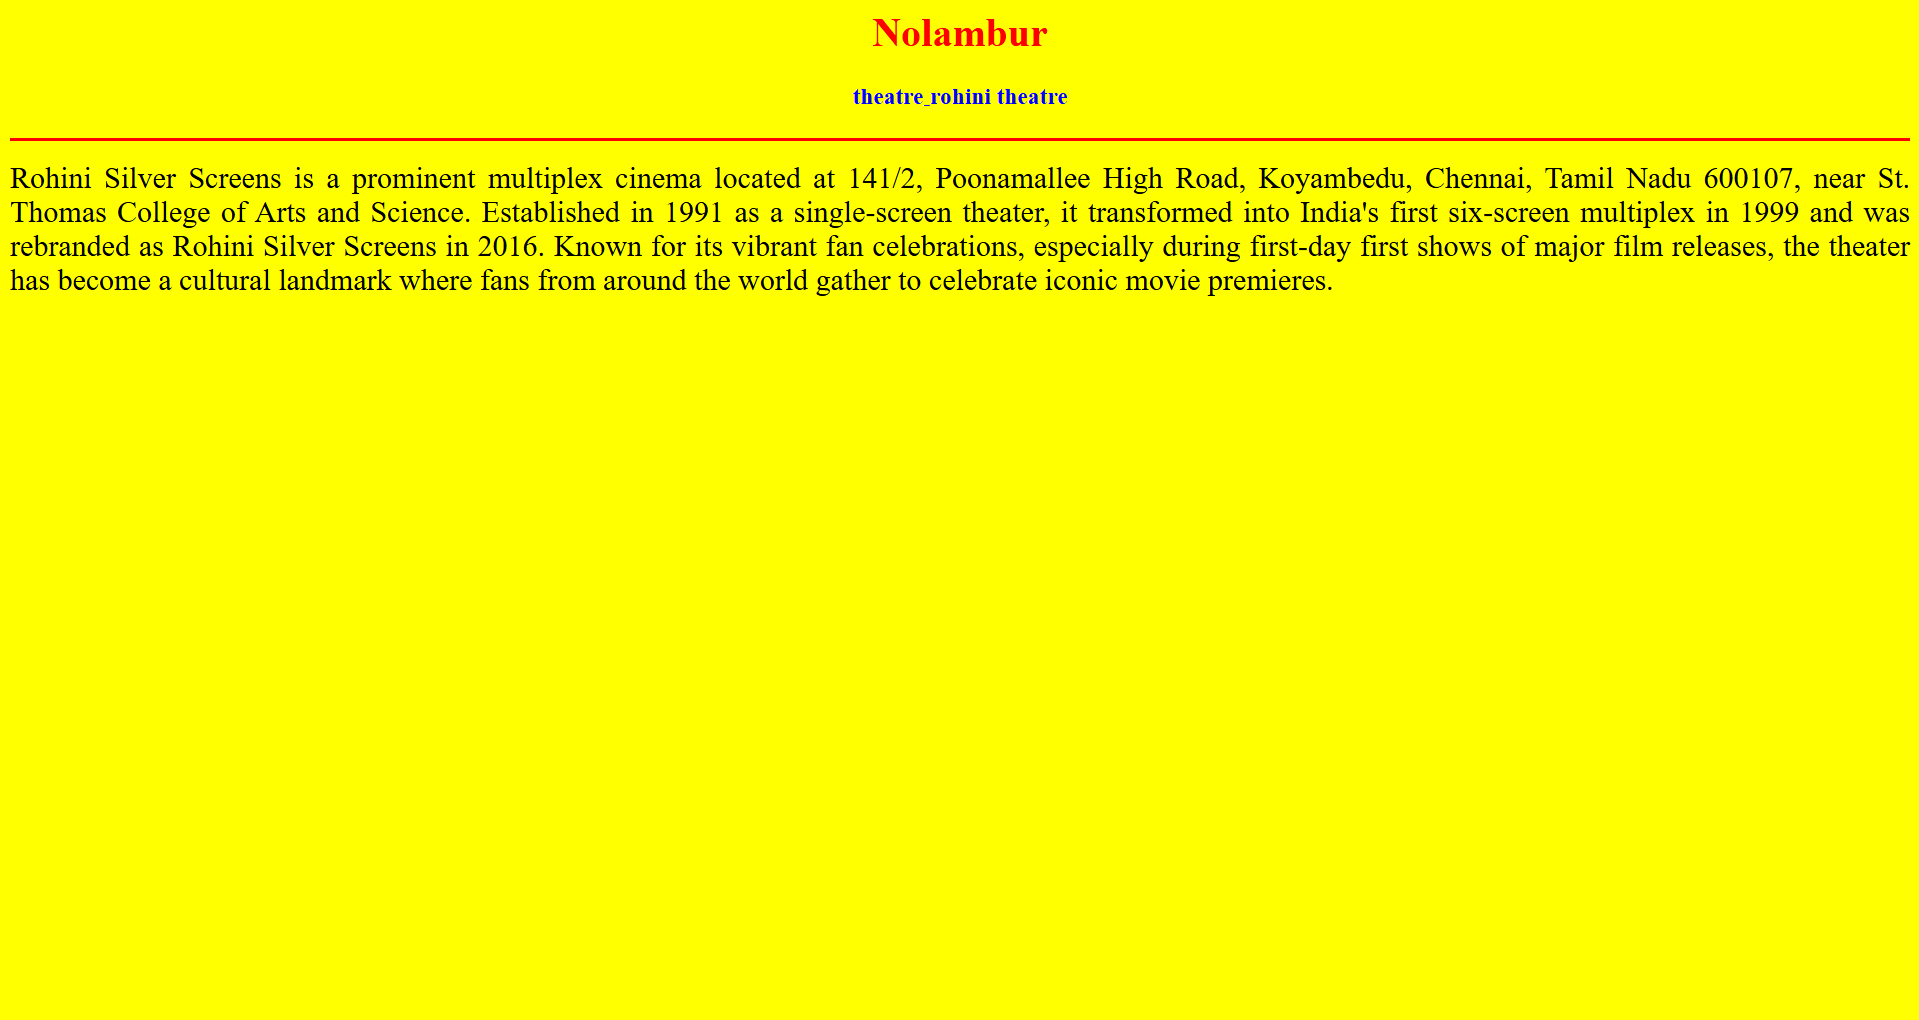 Nolambur
theatre_rohini theatre
Rohini Silver Screens is a prominent multiplex cinema located at 141/2, Poonamallee High Road, Koyambedu, Chennai, Tamil Nadu 600107, near St.
Thomas College of Arts and Science. Established in 1991 as a single-screen theater, it transformed into India's first six-screen multiplex in 1999 and was
rebranded as Rohini Silver Screens in 2016. Known for its vibrant fan celebrations, especially during first-day first shows of major film releases, the theater
has become a cultural landmark where fans from around the world gather to celebrate iconic movie premieres.